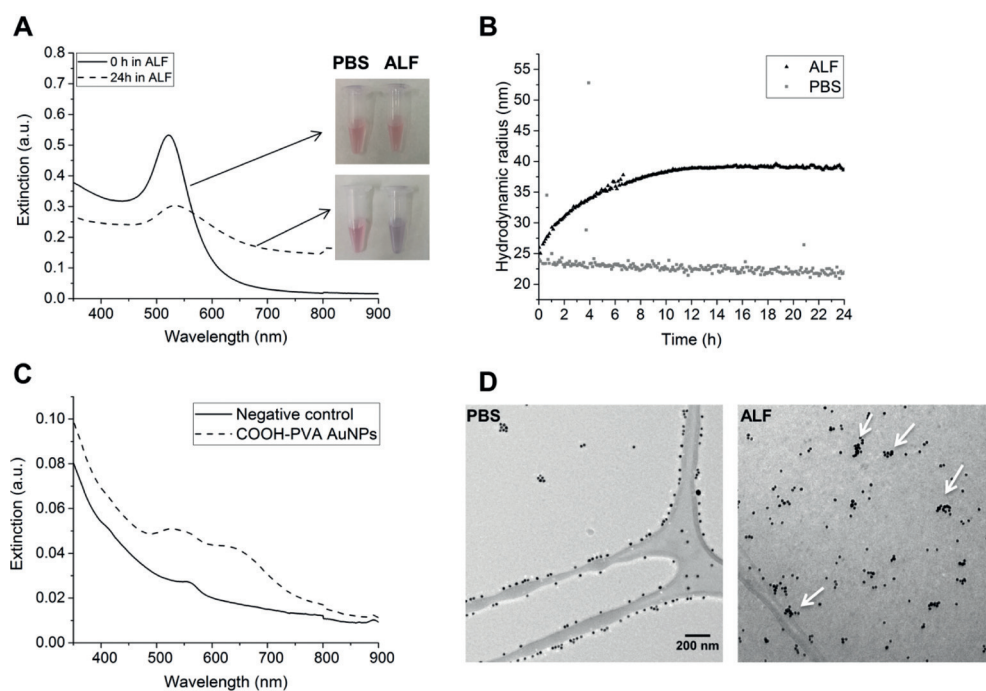 A
Extinction (a.u.)
0.8
0.7
0.6
0.5
0.4
0.3
0.2
0.1
0.0
0 h in ALF
24h in ALF
PBS ALF
400 500 600 700 800 900
Wavelength (nm)
B
Hydrodynamic radius (nm)
55
50
45
40
35
30
25
20
ALF
PBS
0 2 4 6 8 10 12 14 16 18 20 22 24
Time (h)
C
Extinction (a.u.)
0.10
0.08
0.06
0.04
0.02
0.00
Negative control
COOH-PVA AuNPs
400 500 600 700 800 900
Wavelength (nm)
D
PBS
200 nm
ALF